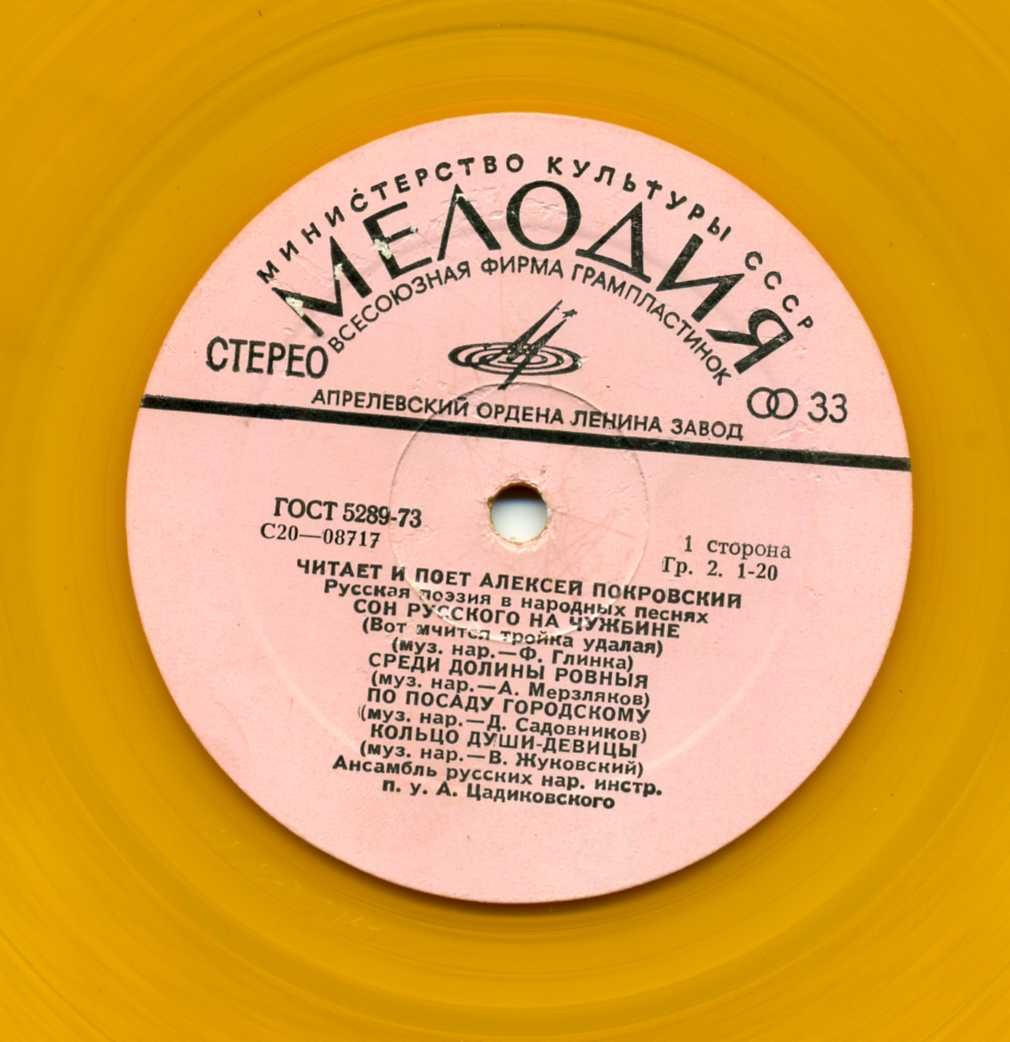 МИНИСТЕРСТВО КУЛЬТУРЫ СССР
МЕЛОДИЯ
ВСЕСОЮЗНАЯ ФИРМА ГРАМПЛАСТИНОК
СТЕРЕО
33
АПРЕЛЕВСКИЙ ОРДЕНА ЛЕНИНА ЗАВОД
ГОСТ 5289-73
С20—08717
1 сторона
Гр. 2. 1-20
ЧИТАЕТ И ПОЕТ АЛЕКСЕЙ ПОКРОВСКИЙ
Русская поэзия в народных песнях
СОН РУССКОГО НА ЧУЖБИНЕ
(Вот мчится тройка удалая)
(муз. нар.—Ф. Глинка)
СРЕДИ ДОЛИНЫ РОВНЫЯ
(муз. нар.—А. Мерзляков)
ПО ПОСАДУ ГОРОДСКОМУ
(муз. нар.—Д. Садовников)
КОЛЬЦО ДУШИ-ДЕВИЦЫ
(муз. нар.—В. Жуковский)
Ансамбль русских нар. инстр.
п. у. А. Цадиковского